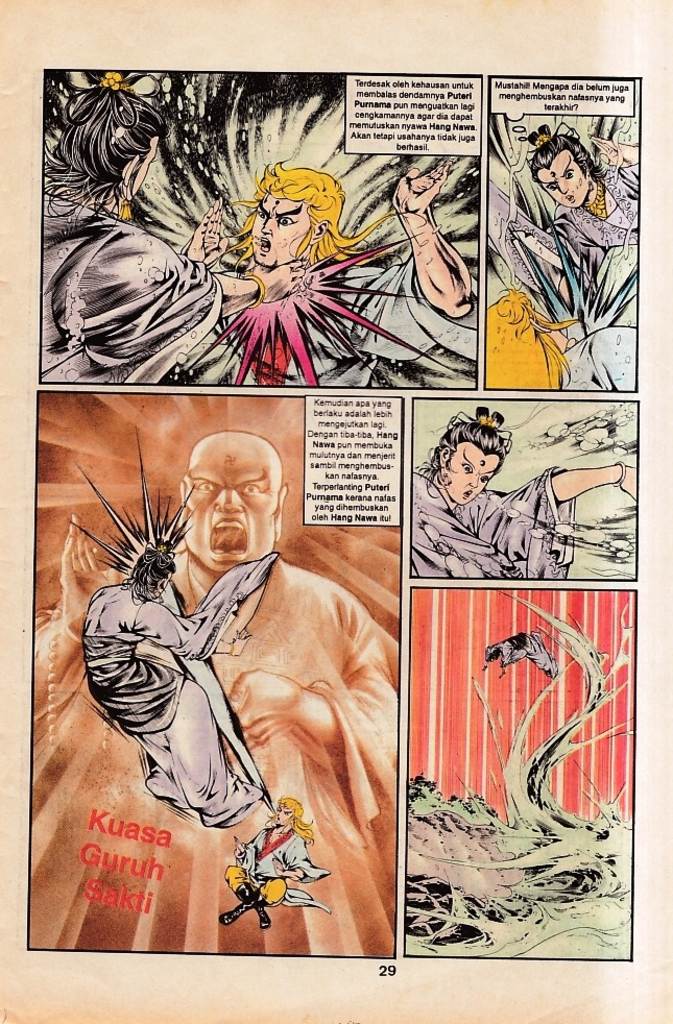 Terdesak oleh kehausan untuk
membalas dendamnya Puteri
Purnama pun menguatkan lagi
cengkamannya agar dia dapat
memutuskan nyawa Hang Nawa.
Akan tetapi usahanya tidak juga
berhasil.
Mustahil! Mengapa dia belum juga
menghembuskan nafasnya yang
terakhir?
Kemudian apa yang
berlaku adalah lebih
mengejutkan lagi.
Dengan tiba-tiba, Hang
Nawa pun membuka
mulutnya dan menjerit
sambil menghembus-
kan nafasnya.
Terpelanting Puteri
Purnama kerana nafas
yang dihembuskan
oleh Hang Nawa itu!
Kuasa
Guruh
Sakti
29